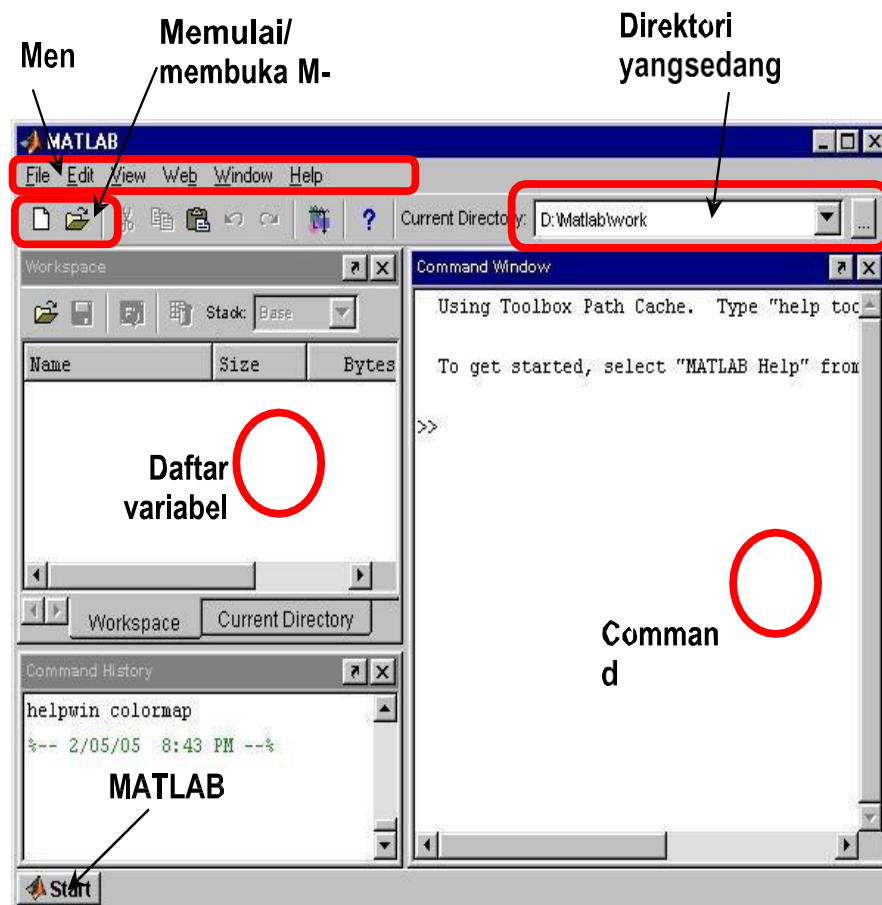 Men
Memulai/
membuka M-
Direktori
yangsedang
MATLAB
File Edit View Web Window Help
? Current Directory: D:\Matlab\work ...
Workspace
Stack: Base
Name Size Bytes
Daftar
variabel
Workspace Current Directory
Command History
helpwin colormap
%-- 2/05/05 8:43 PM --%
MATLAB
Start
Command Window
Using Toolbox Path Cache. Type "help too
To get started, select "MATLAB Help" from
>>
Comman
d